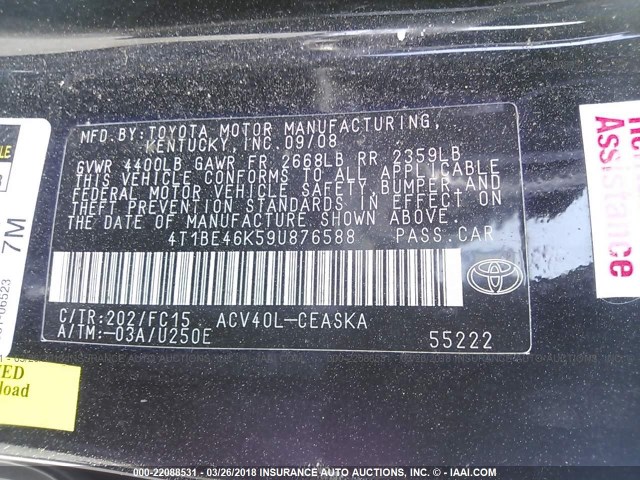 MFD.BY:TOYOTA MOTOR MANUFACTURING,
KENTUCKY,INC.09/08
GVWR 4400LB GAWR FR 2668LB RR 2359LB
THIS VEHICLE CONFORMS TO ALL APPLICABLE
FEDERAL MOTOR VEHICLE SAFETY,BUMPER,AND
THEFT PREVENTION STANDARDS IN EFFECT ON
THE DATE OF MANUFACTURE SHOWN ABOVE.
4T1BE46K59U876588 PASS.CAR
C/TR:202/FC15 ACV40L-CEASKA
A/TM:-03A/U250E 55222
TOYOTA
Assistance
7M
06523
load
000-22088531 - 03/26/2018 INSURANCE AUTO AUCTIONS, INC. - © - IAAI.COM